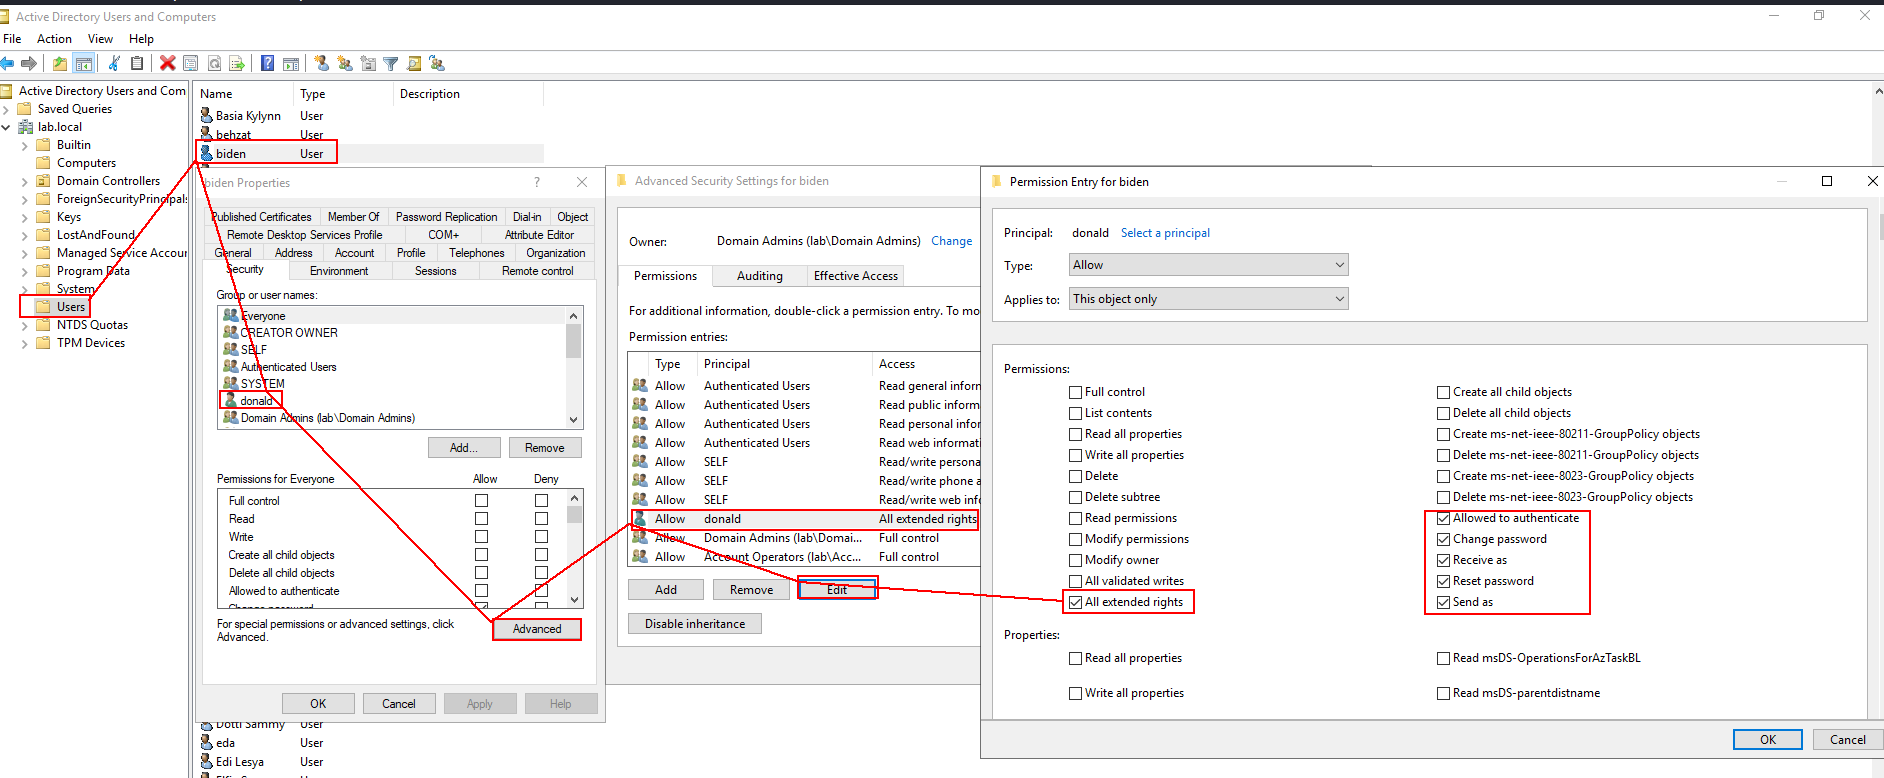 Active Directory Users and Computers
File Action View Help
Active Directory Users and Com
Saved Queries
lab.local
Builtin
Computers
Domain Controllers
ForeignSecurityPrincipals
Keys
LostAndFound
Managed Service Accour
Program Data
System
Users
NTDS Quotas
TPM Devices
Name Type Description
Basia Kylynn User
behzat User
biden User
biden Properties
Published Certificates Member Of Password Replication Dial-in Object
Remote Desktop Services Profile COM+ Attribute Editor
General Address Account Profile Telephones Organization
Security Environment Sessions Remote control
Group or user names:
Everyone
CREATOR OWNER
SELF
Authenticated Users
SYSTEM
donald
Domain Admins (lab\Domain Admins)
Add... Remove
Permissions for Everyone Allow Deny
Full control
Read
Write
Create all child objects
Delete all child objects
Allowed to authenticate
Change password
For special permissions or advanced settings, click
Advanced.
Advanced
OK Cancel Apply Help
Dotti Sammy User
eda User
Edi Lesya User
Advanced Security Settings for biden
Owner: Domain Admins (lab\Domain Admins) Change
Permissions Auditing Effective Access
For additional information, double-click a permission entry. To mo
Permission entries:
Type Principal Access
Allow Authenticated Users Read general inforn
Allow Authenticated Users Read public inform
Allow Authenticated Users Read personal infor
Allow Authenticated Users Read web informati
Allow SELF Read/write persona
Allow SELF Read/write phone a
Allow SELF Read/write web info
Allow donald All extended rights
Allow Domain Admins (lab\Domai... Full control
Allow Account Operators (lab\Acc... Full control
Add Remove Edit
Disable inheritance
Permission Entry for biden
Principal: donald Select a principal
Type: Allow
Applies to: This object only
Permissions:
Full control
List contents
Read all properties
Write all properties
Delete
Delete subtree
Read permissions
Modify permissions
Modify owner
All validated writes
All extended rights
Create all child objects
Delete all child objects
Create ms-net-ieee-80211-GroupPolicy objects
Delete ms-net-ieee-80211-GroupPolicy objects
Create ms-net-ieee-8023-GroupPolicy objects
Delete ms-net-ieee-8023-GroupPolicy objects
Allowed to authenticate
Change password
Receive as
Reset password
Send as
Properties:
Read all properties
Write all properties
Read msDS-OperationsForAzTaskBL
Read msDS-parentdistname
OK Cancel